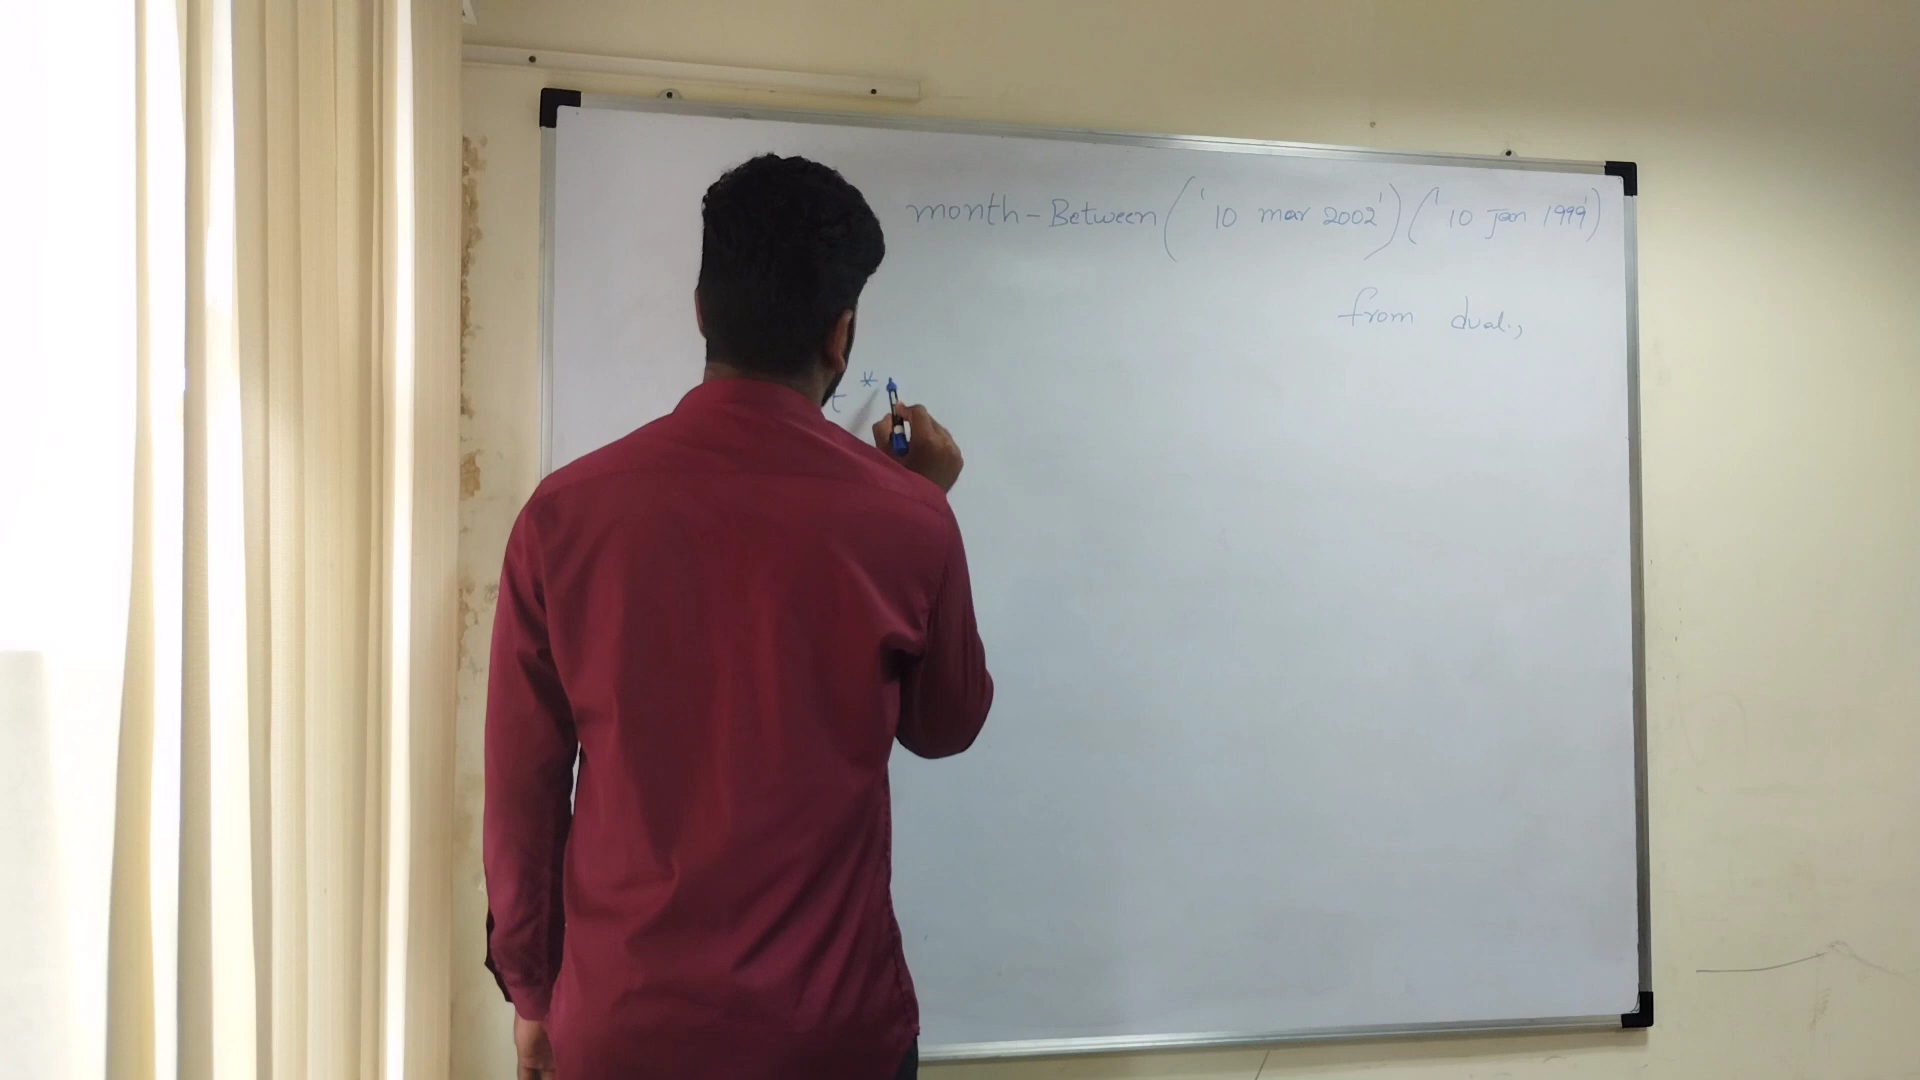 month-Between ('10 mar 2002') ('10 Jan 1999')
from dual.,
t *